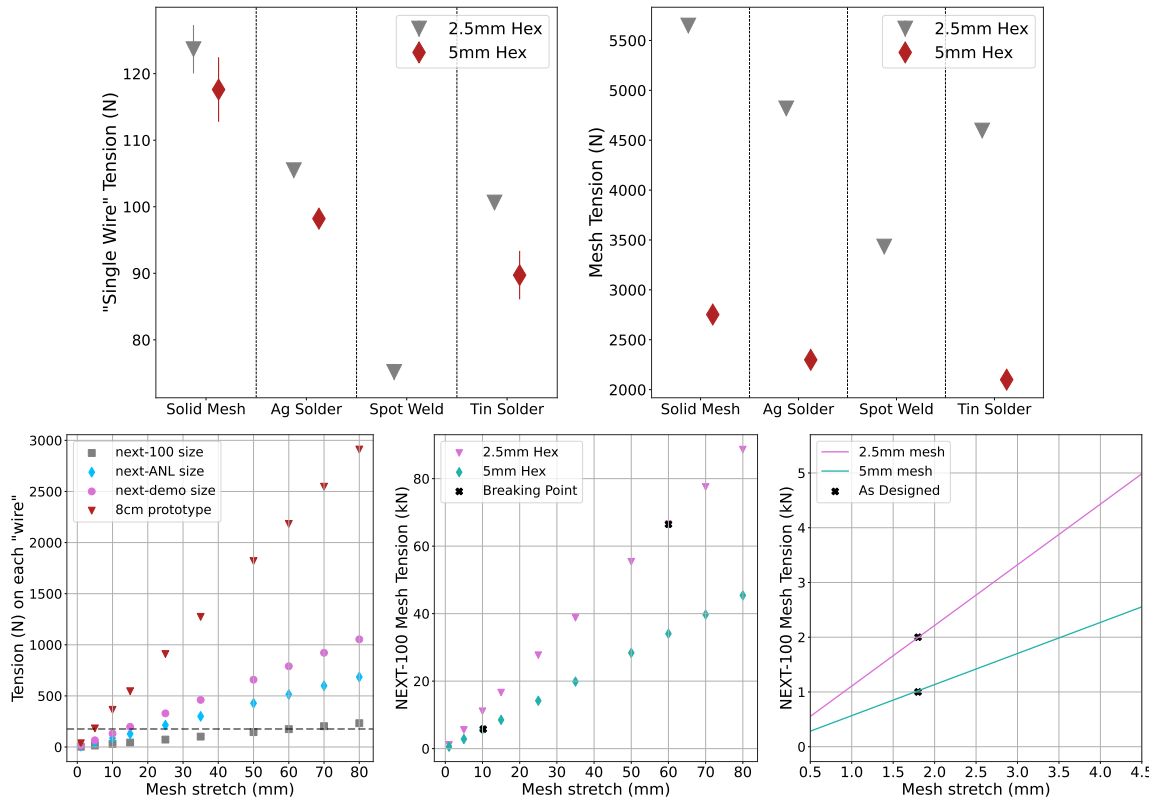 2.5mm Hex
5mm Hex
"Single Wire" Tension (N)
120
110
100
90
80
Solid Mesh Ag Solder Spot Weld Tin Solder
2.5mm Hex
5mm Hex
Mesh Tension (N)
5500
5000
4500
4000
3500
3000
2500
2000
Solid Mesh Ag Solder Spot Weld Tin Solder
next-100 size
next-ANL size
next-demo size
8cm prototype
Tension (N) on each "wire"
3000
2500
2000
1500
1000
500
0
0 10 20 30 40 50 60 70 80
Mesh stretch (mm)
2.5mm Hex
5mm Hex
Breaking Point
NEXT-100 Mesh Tension (kN)
80
60
40
20
0
0 10 20 30 40 50 60 70 80
Mesh stretch (mm)
2.5mm mesh
5mm mesh
As Designed
NEXT-100 Mesh Tension (kN)
5
4
3
2
1
0
0.5 1.0 1.5 2.0 2.5 3.0 3.5 4.0 4.5
Mesh stretch (mm)